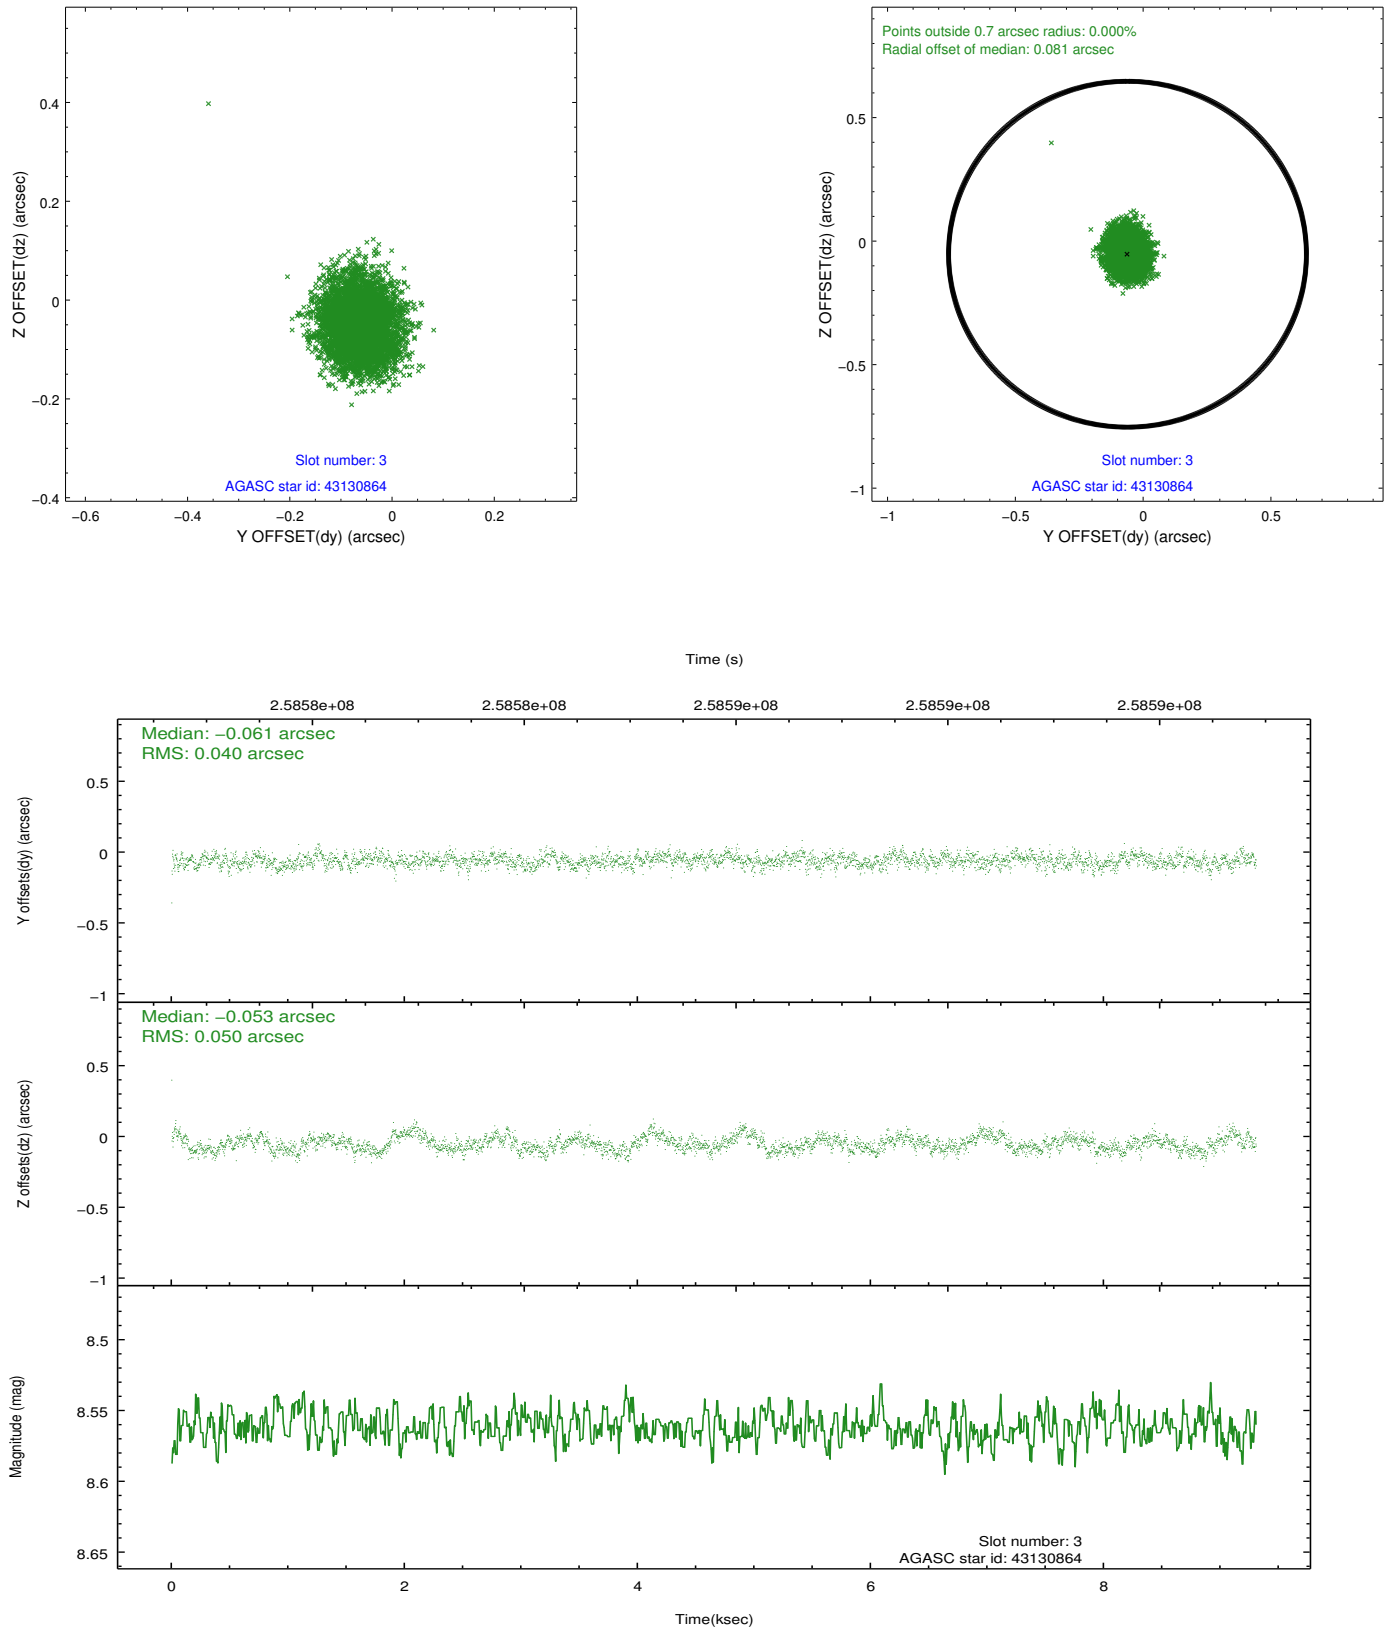 0.4
0.2
0
−0.2
−0.4
Z OFFSET(dz) (arcsec)
Slot number: 3
AGASC star id: 43130864
−0.6
−0.4
−0.2
0
0.2
Y OFFSET(dy) (arcsec)
Points outside 0.7 arcsec radius: 0.000%
Radial offset of median: 0.081 arcsec
0.5
0
−0.5
−1
Z OFFSET(dz) (arcsec)
Slot number: 3
AGASC star id: 43130864
−1
−0.5
0
0.5
Y OFFSET(dy) (arcsec)
Time (s)
2.5858e+08
2.5858e+08
2.5859e+08
2.5859e+08
2.5859e+08
Median: −0.061 arcsec
RMS: 0.040 arcsec
0.5
0
−0.5
−1
Y offsets(dy) (arcsec)
Median: −0.053 arcsec
RMS: 0.050 arcsec
0.5
0
−0.5
−1
Z offsets(dz) (arcsec)
8.5
8.55
8.6
8.65
Magnitude (mag)
Slot number: 3
AGASC star id: 43130864
0
2
4
6
8
Time(ksec)